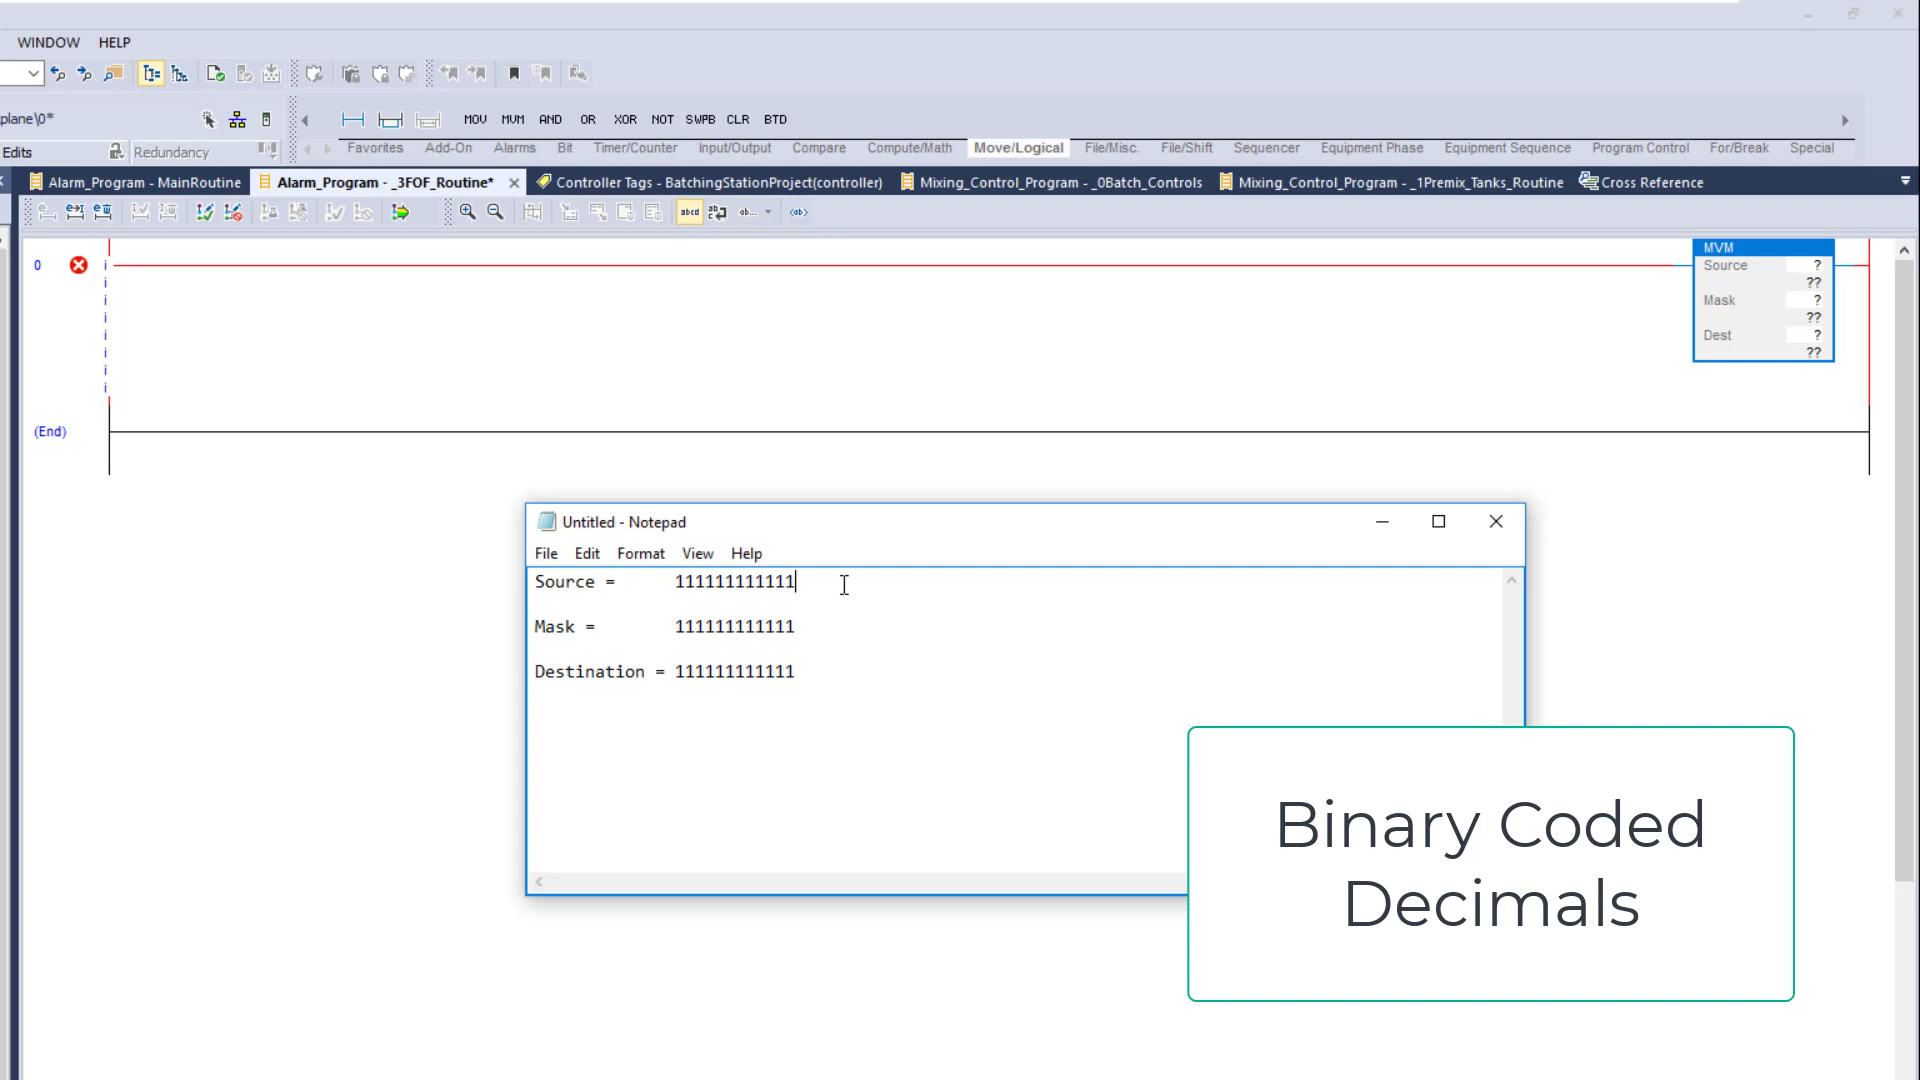 WINDOW HELP
plane\0*
MOV MVM AND OR XOR NOT SWPB CLR BTD
Edits Redundancy
Favorites Add-On Alarms Bit Timer/Counter Input/Output Compare Compute/Math Move/Logical File/Misc. File/Shift Sequencer Equipment Phase Equipment Sequence Program Control For/Break Special
Alarm_Program - MainRoutine Alarm_Program - _3FOF_Routine* Controller Tags - BatchingStationProject(controller) Mixing_Control_Program - _0Batch_Controls Mixing_Control_Program - _1Premix_Tanks_Routine Cross Reference
abcd ab... <ab>
MVM
0 i Source ?
i ??
i Mask ?
i ??
i Dest ?
i ??
i
i
(End)
Untitled - Notepad
File Edit Format View Help
Source = 111111111111
Mask = 111111111111
Destination = 111111111111
Binary Coded
Decimals